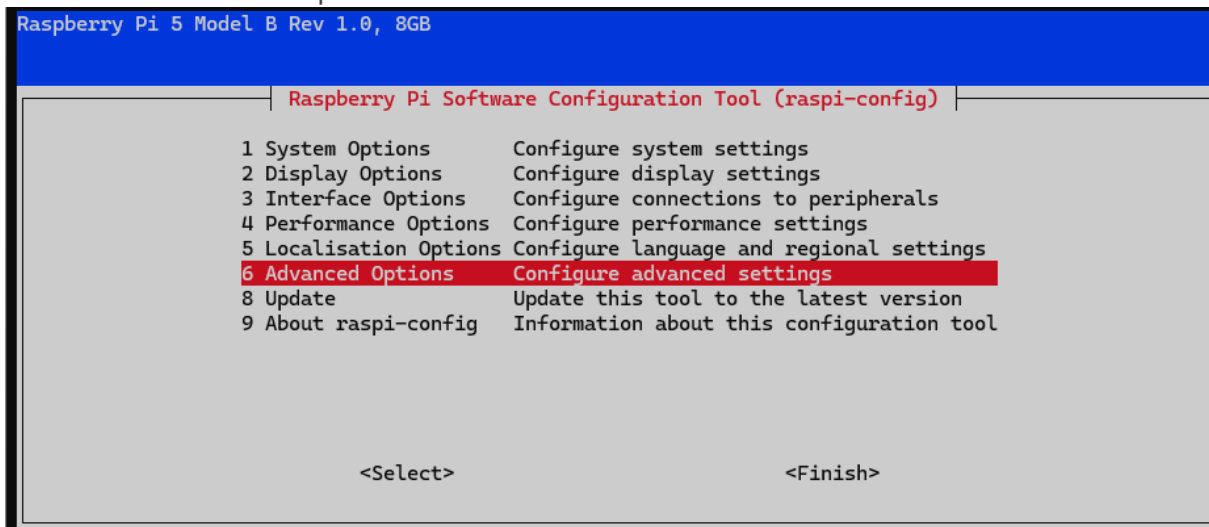 Raspberry Pi 5 Model B Rev 1.0, 8GB
Raspberry Pi Software Configuration Tool (raspi-config)
1 System Options Configure system settings
2 Display Options Configure display settings
3 Interface Options Configure connections to peripherals
4 Performance Options Configure performance settings
5 Localisation Options Configure language and regional settings
6 Advanced Options Configure advanced settings
8 Update Update this tool to the latest version
9 About raspi-config Information about this configuration tool
<Select> <Finish>